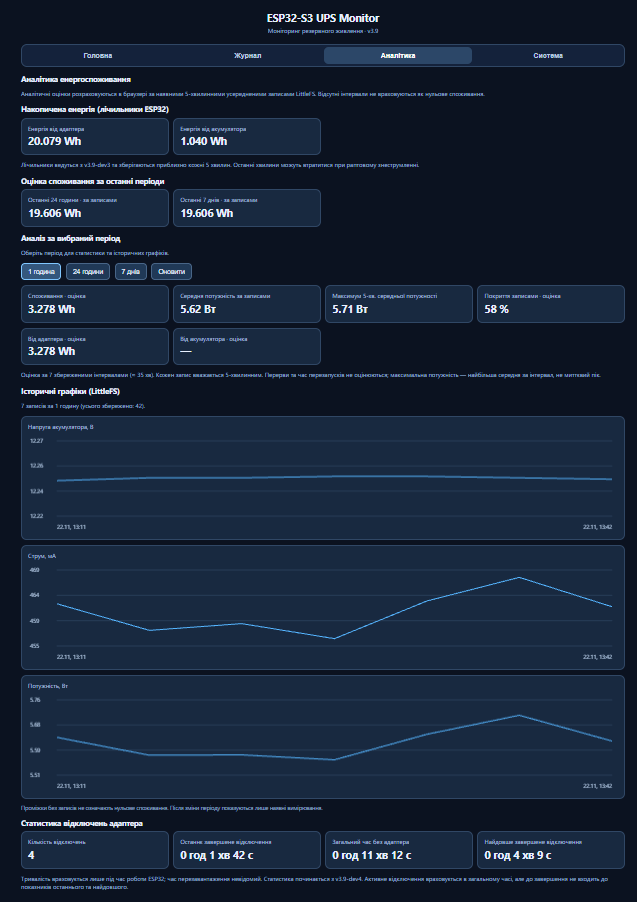 ESP32-S3 UPS Monitor
Моніторинг резервного живлення · v3.9
Головна
Журнал
Аналітика
Система
Аналітика енергоспоживання
Аналітичні оцінки розраховуються в браузері за наявними 5-хвилинними усередненими записами LittleFS. Відсутні інтервали не враховуються як нульове споживання.
Накопичена енергія (лічильники ESP32)
Енергія від адаптера
20.079 Wh
Енергія від акумулятора
1.040 Wh
Лічильники ведуться з v3.9-dev3 та зберігаються приблизно кожні 5 хвилин. Останні хвилини можуть втратитися при раптовому знеструмленні.
Оцінка споживання за останні періоди
Останні 24 години · за записами
19.606 Wh
Останні 7 днів · за записами
19.606 Wh
Аналіз за вибраний період
Оберіть період для статистики та історичних графіків.
1 година
24 години
7 днів
Оновити
Споживання · оцінка
3.278 Wh
Середня потужність за записами
5.62 Вт
Максимум 5-хв. середньої потужності
5.71 Вт
Покриття записами · оцінка
58 %
Від адаптера · оцінка
3.278 Wh
Від акумулятора · оцінка
—
Оцінка за 7 збереженими інтервалами (≈ 35 хв). Кожен запис вважається 5-хвилинним. Перерви та час перезапусків не оцінюються; максимальна потужність — найбільша середня за інтервал, не миттєвий пік.
Історичні графіки (LittleFS)
7 записів за 1 годину (усього збережено: 42).
Напруга акумулятора, В
12.27
12.26
12.24
12.22
22.11, 13:11
22.11, 13:42
Струм, мА
469
464
459
455
22.11, 13:11
22.11, 13:42
Потужність, Вт
5.76
5.68
5.59
5.51
22.11, 13:11
22.11, 13:42
Проміжки без записів не означають нульове споживання. Після зміни періоду показуються лише наявні вимірювання.
Статистика відключень адаптера
Кількість відключень
4
Останнє завершене відключення
0 год 1 хв 42 с
Загальний час без адаптера
0 год 11 хв 12 с
Найдовше завершене відключення
0 год 4 хв 9 с
Тривалість враховується лише під час роботи ESP32; час перезавантаження невідомий. Статистика починається з v3.9-dev4. Активне відключення враховується в загальному часі, але до завершення не входить до
показників останнього та найдовшого.